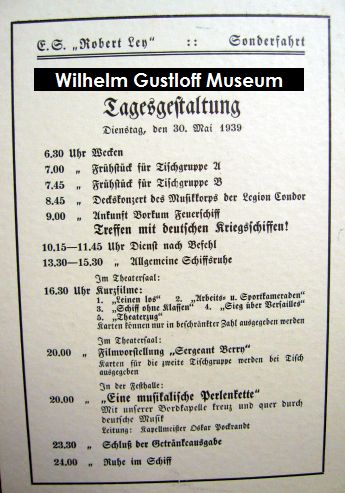 E.S. „Robert Ley" :: Sonderfahrt
Wilhelm Gustloff Museum
Tagesgestaltung
Dienstag, den 30. Mai 1939
6.30 Uhr Wecken
7.00 „ Frühstück für Tischgruppe A
7.45 „ Frühstück für Tischgruppe B
8.45 „ Deckskonzert des Musikkorps der Legion Condor
9.00 „ Ankunft Borkum Feuerschiff
Treffen mit deutschen Kriegsschiffen!
10.15—11.45 Uhr Dienst nach Befehl
13.30—15.30 „ Allgemeine Schiffsruhe
Im Theatersaal:
16.30 Uhr Kurzfilme:
1. „Leinen los" 2. „Arbeits- u. Sportkameraden"
3. „Schiff ohne Klassen" 4. „Sieg über Versailles"
5. „Theaterzug"
Karten können nur in beschränkter Zahl ausgegeben werden
Im Theatersaal:
20.00 „ Filmvorstellung „Sergeant Berry"
Karten für die zweite Tischgruppe werden bei Tisch
ausgegeben
In der Festhalle:
20.00 „ „Eine musikalische Perlenkette"
Mit unserer Bordkapelle kreuz und quer durch
deutsche Musik
Leitung: Kapellmeister Oskar Pockrandt
23.30 „ Schluß der Getränkeausgabe
24.00 „ Ruhe im Schiff